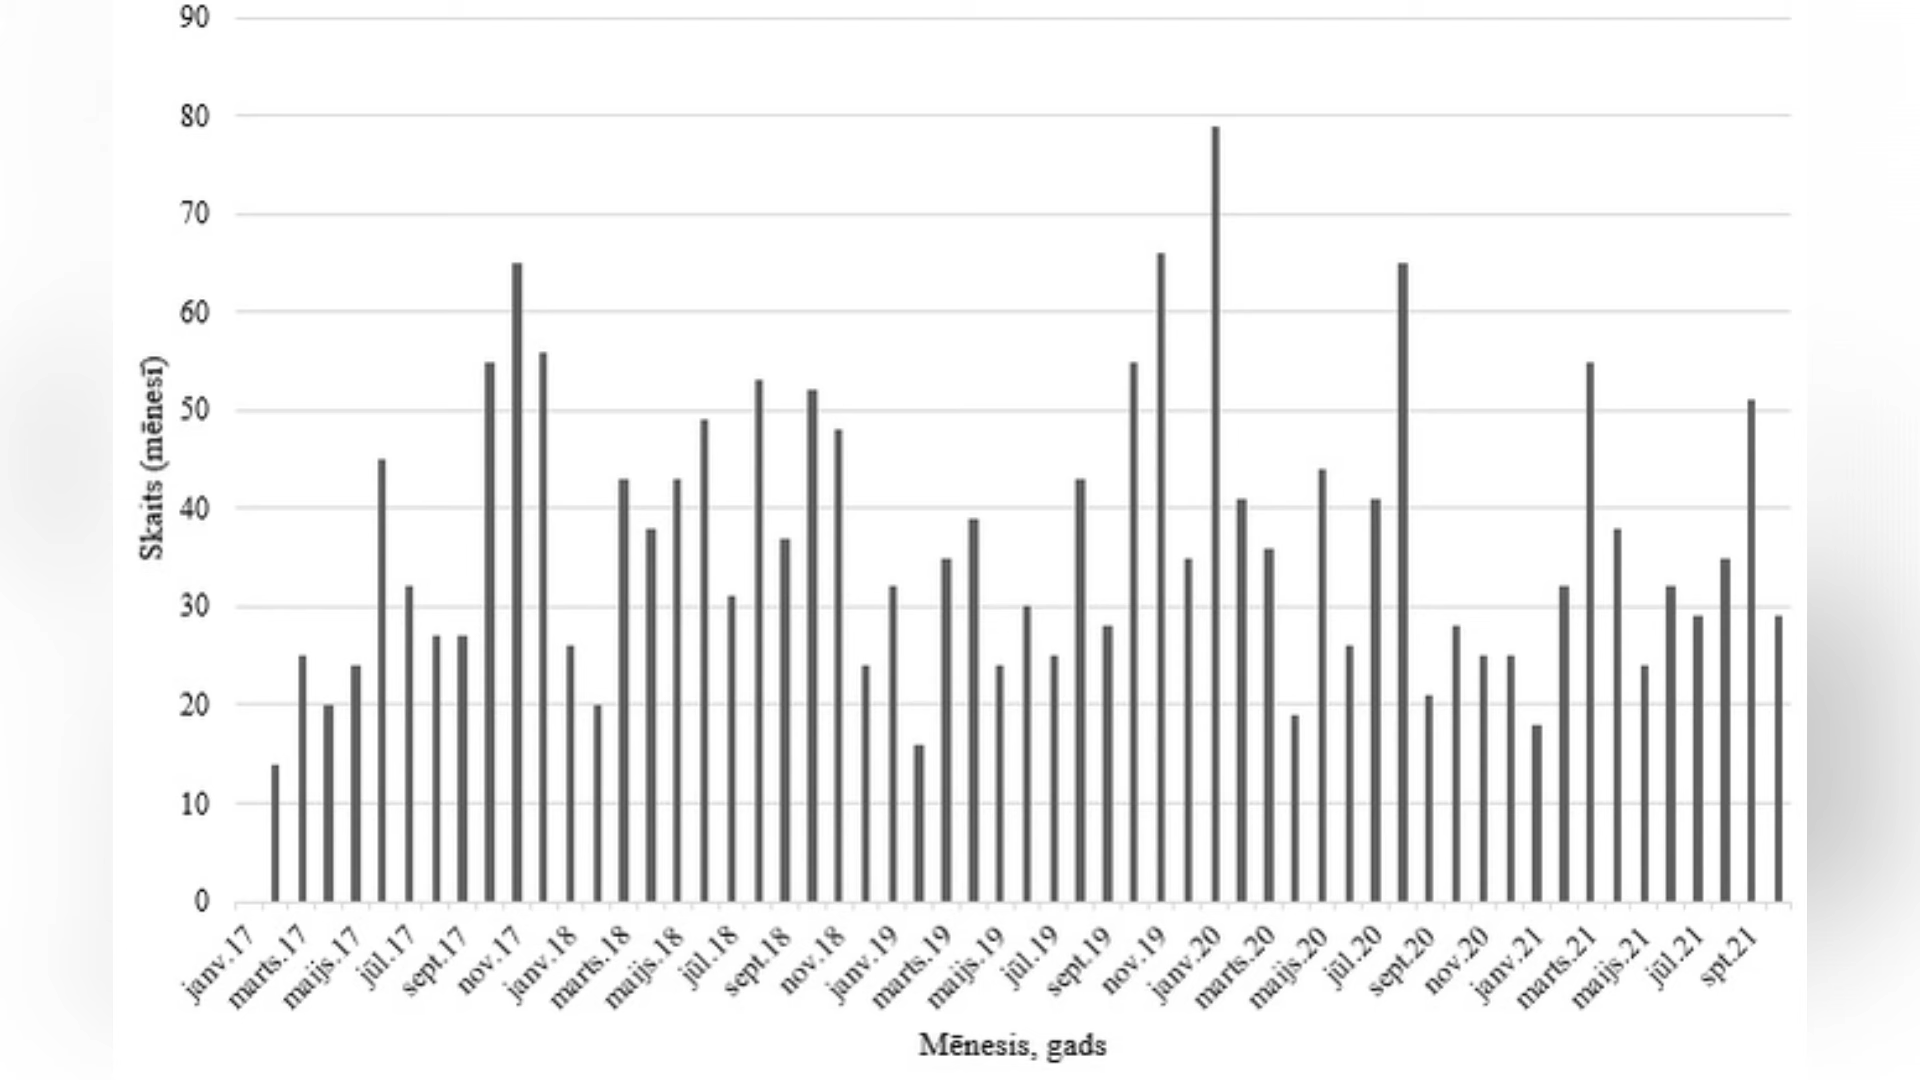 90
80
70
60
50
40
30
20
10
0
Skaits (mēnesī)
janv.17
marts.17
maijs.17
jūl.17
sept.17
nov.17
janv.18
marts.18
maijs.18
jūl.18
sept.18
nov.18
janv.19
marts.19
maijs.19
jūl.19
sept.19
nov.19
janv.20
marts.20
maijs.20
jūl.20
sept.20
nov.20
janv.21
marts.21
maijs.21
jūl.21
spt.21
Mēnesis, gads